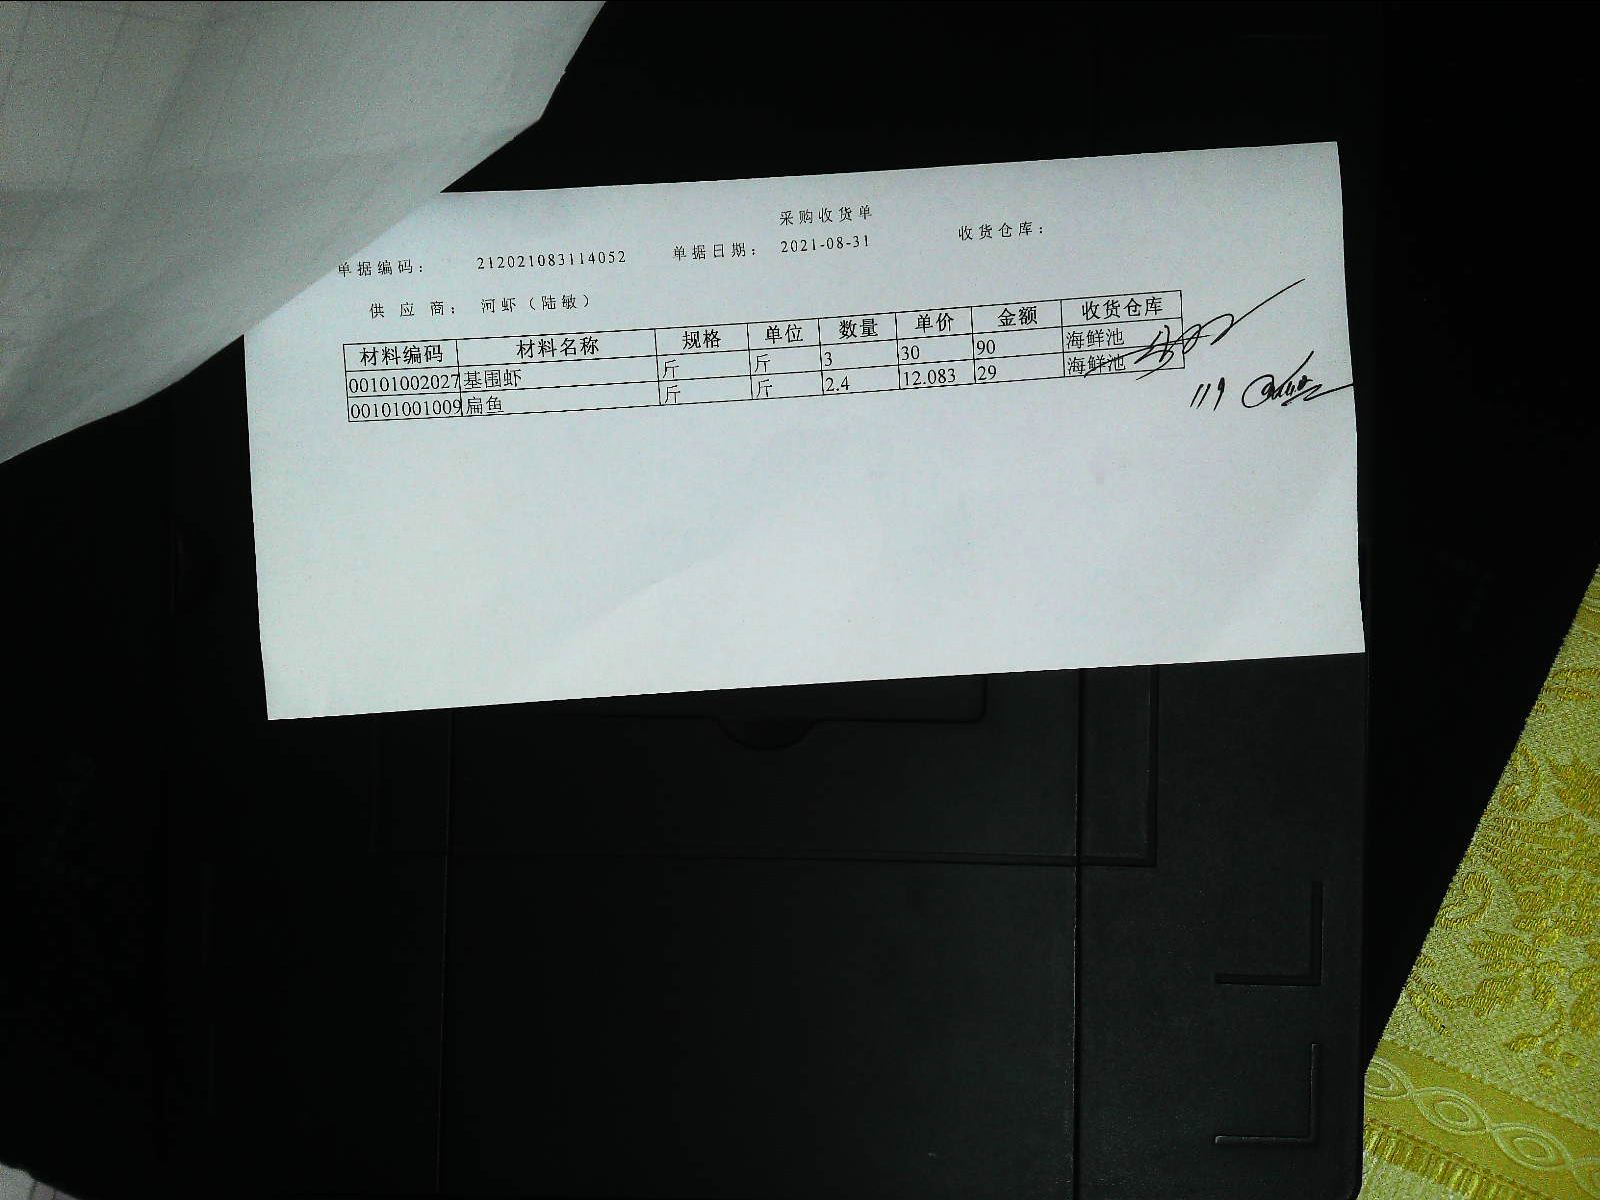 采购收货单
单据编码： 212021083114052 单据日期： 2021-08-31 收货仓库：
供应商： 河虾（陆敏）
材料编码 材料名称 规格 单位 数量 单价 金额 收货仓库
00101002027 基围虾 斤 斤 3 30 90 海鲜池
00101001009 扁鱼 斤 斤 2.4 12.083 29 海鲜池
119